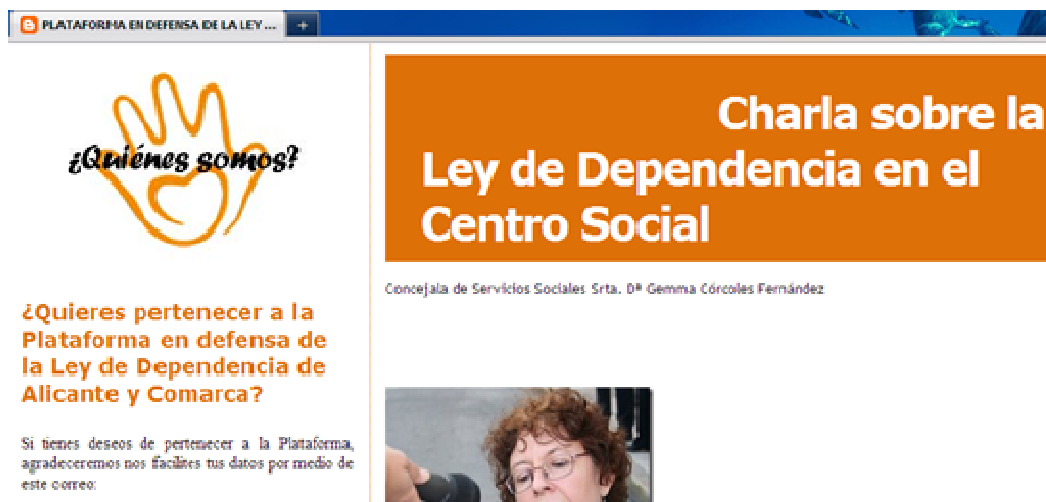 PLATAFORMA EN DEFENSA DE LA LEY ...
+
¿Quiénes somos?
¿Quieres pertenecer a la
Plataforma en defensa de
la Ley de Dependencia de
Alicante y Comarca?
Si tienes deseos de pertenecer a la Plataforma,
agradeceremos nos facilites tus datos por medio de
este correo:
Charla sobre la
Ley de Dependencia en el
Centro Social
Concejala de Servicios Sociales Srta. Dª Gemma Córcoles Fernández